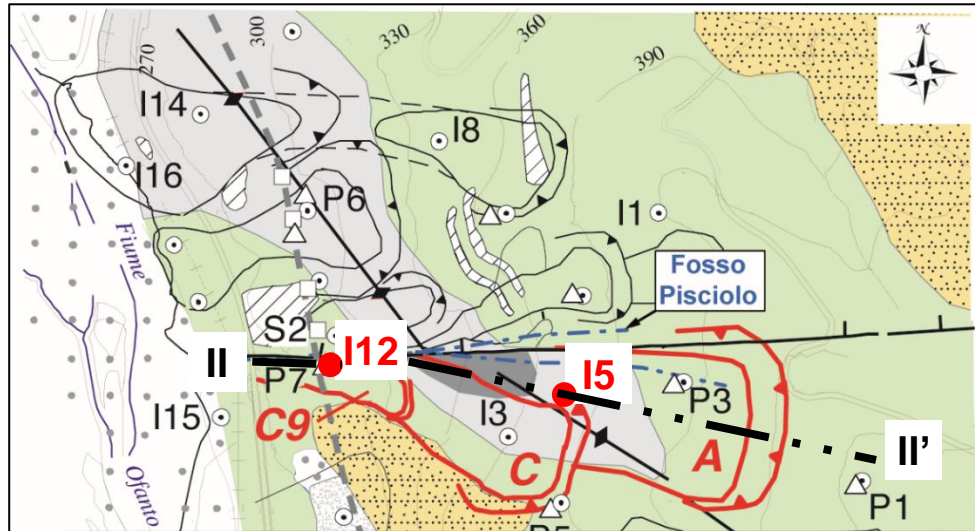 270
300
330
360
390
N
I14
I8
I16
P6
I1
Fiume
Fosso
Pisciolo
S2
II
I12
P7
I5
P3
I15
C9
I3
C
A
II’
P1
Ofanto
P5